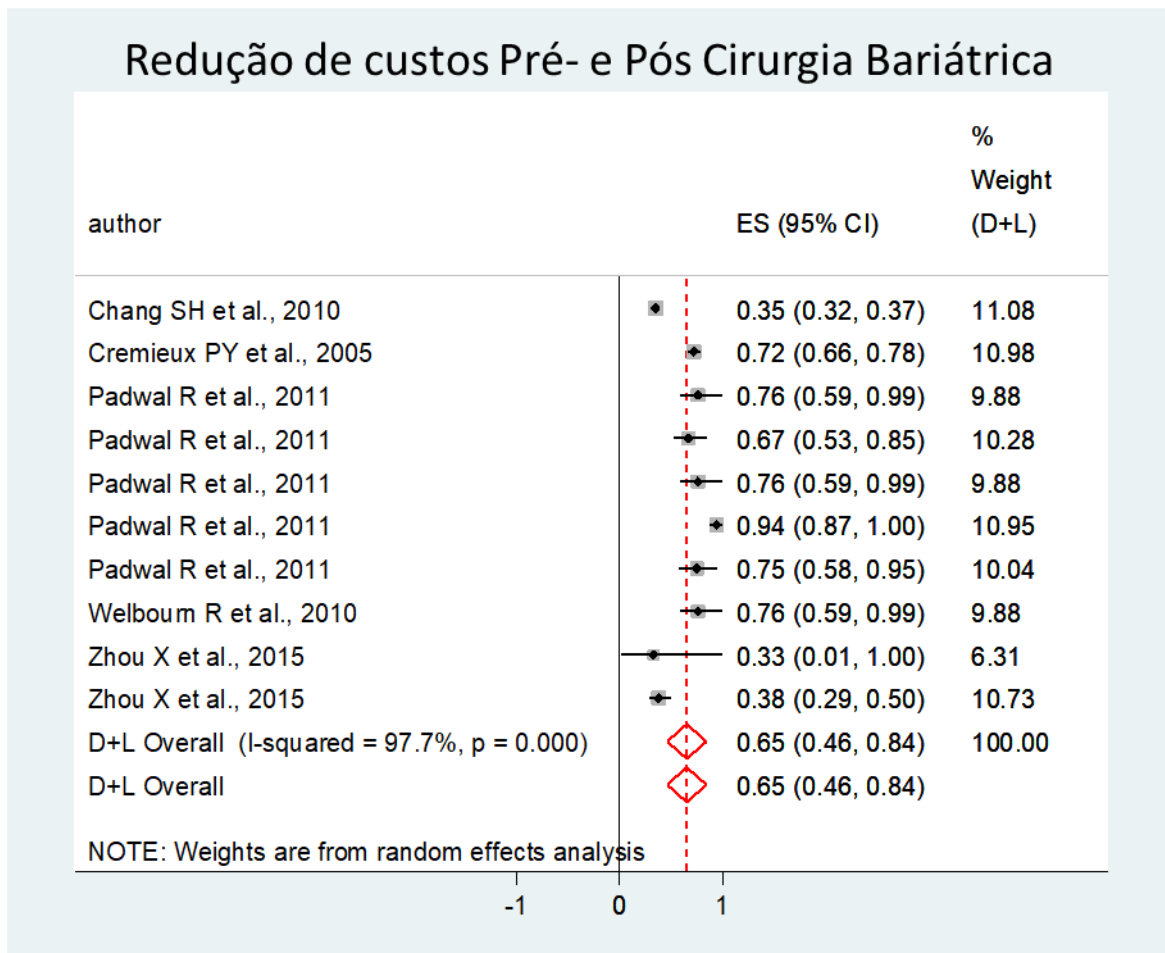 Redução de custos Pré- e Pós Cirurgia Bariátrica
%
Weight
author ES (95% CI) (D+L)
Chang SH et al., 2010 0.35 (0.32, 0.37) 11.08
Cremieux PY et al., 2005 0.72 (0.66, 0.78) 10.98
Padwal R et al., 2011 0.76 (0.59, 0.99) 9.88
Padwal R et al., 2011 0.67 (0.53, 0.85) 10.28
Padwal R et al., 2011 0.76 (0.59, 0.99) 9.88
Padwal R et al., 2011 0.94 (0.87, 1.00) 10.95
Padwal R et al., 2011 0.75 (0.58, 0.95) 10.04
Welbourn R et al., 2010 0.76 (0.59, 0.99) 9.88
Zhou X et al., 2015 0.33 (0.01, 1.00) 6.31
Zhou X et al., 2015 0.38 (0.29, 0.50) 10.73
D+L Overall (I-squared = 97.7%, p = 0.000) 0.65 (0.46, 0.84) 100.00
D+L Overall 0.65 (0.46, 0.84)
NOTE: Weights are from random effects analysis
-1 0 1